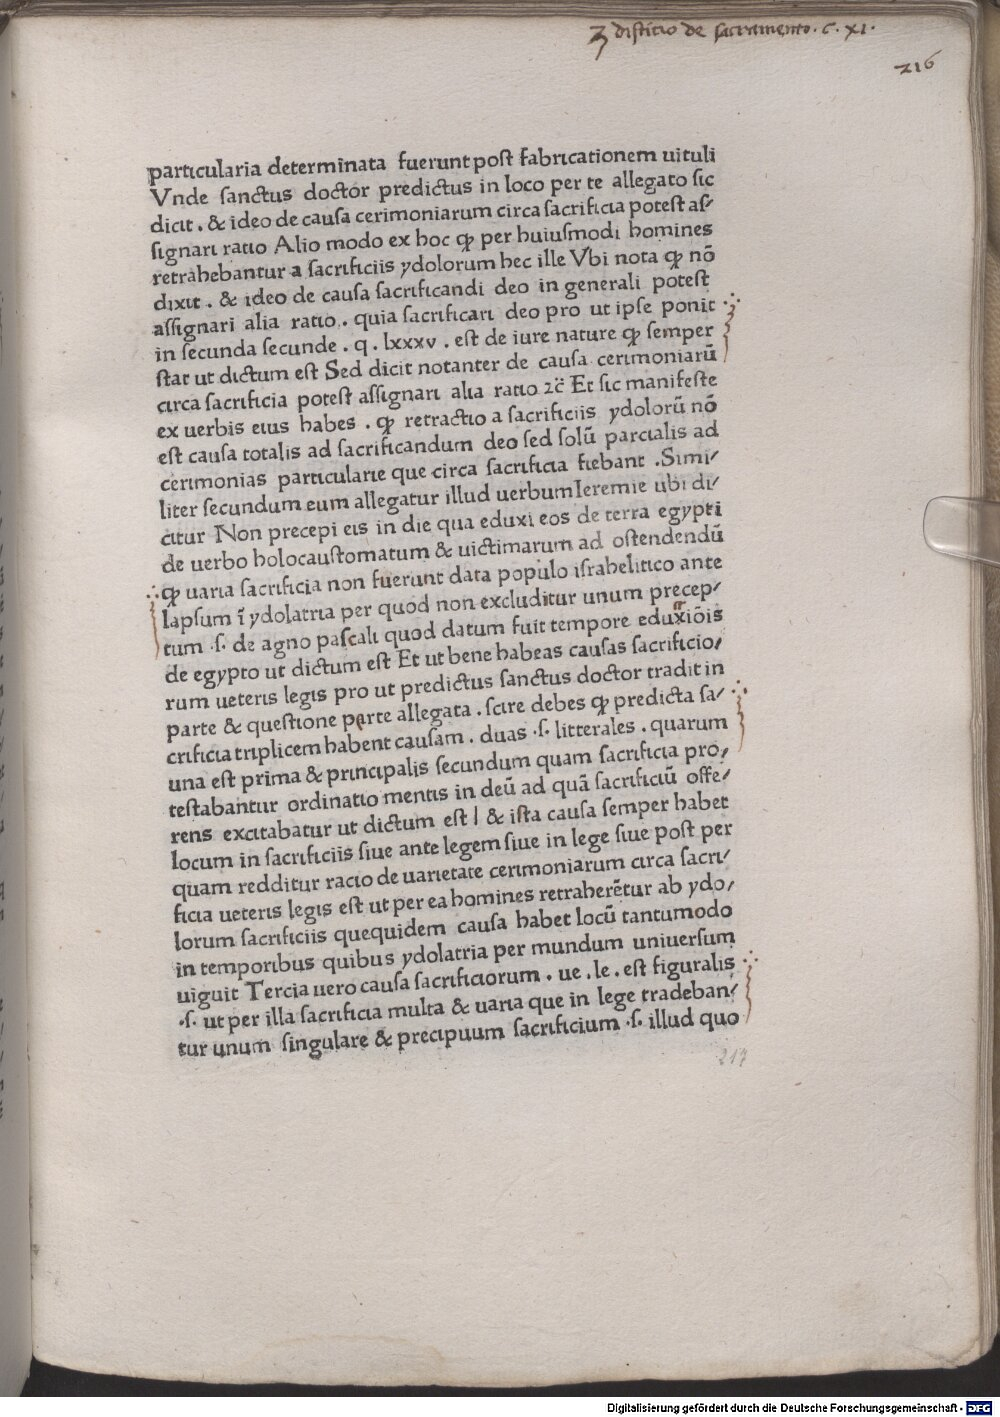 3 disticio de sacramento . c . xi .
216
particularia determinata fuerunt post fabricationem uituli
Vnde sanctus doctor predictus in loco per te allegato sic
dicit . & ideo de causa cerimoniarum circa sacrificia potest aſ/
ſignari ratio Alio modo ex hoc ꝙ per huiusmodi homines
retrahebantur a sacrificiis ydolorum hec ille Vbi nota ꝙ nō
dixit . & ideo de causa sacrificandi deo in generali potest
aſſignari alia ratio . quia sacrificari deo pro ut ipſe ponit
in secunda secunde . q . lxxxv . est de iure nature ꝙ semper
ſtat ut dictum est Sed dicit notanter de causa cerimoniarū
circa sacrificia potest aſſignari alia ratio ⁊c̄ Et sic manifeſte
ex uerbis eius habes . ꝙ retractio a sacrificiis ydolorū nō
eſt causa totalis ad sacrificandum deo sed solū parcialis ad
cerimonias particularie que circa sacrificia fiebant . Simi/
liter secundum eum allegatur illud uerbum Ieremie ubi di/
citur Non precepi eis in die qua eduxi eos de terra egypti
de uerbo holocaustomatum & uictimarum ad ostendendū
ꝙ uaria sacrificia non fuerunt data populo israhelitico ante
lapsum ī ydolatria per quod non excluditur unum precep/
tum .ſ. de agno pascali quod datum fuit tempore eduxiōis
de egypto ut dictum est Et ut bene habeas causas sacrificio/
rum ueteris legis pro ut predictus sanctus doctor tradit in
parte & questione parte allegata . scire debes ꝙ predicta sa/
crificia triplicem habent causam . duas .ſ. litterales . quarum
una est prima & principalis secundum quam sacrificia pro/
testabantur ordinatio mentis in deū ad quā sacrificiū offe/
rens excitabatur ut dictum est | & ista causa semper habet
locum in sacrificiis siue ante legem siue in lege siue post per
quam redditur racio de uarietate cerimoniarum circa sacri/
ficia ueteris legis est ut per ea homines retraherētur ab ydo/
lorum sacrificiis quequidem causa habet locū tantumodo
in temporibus quibus ydolatria per mundum uniuersum
uiguit Tercia uero causa sacrificiorum . ue . le . est figuralis
.ſ. ut per illa sacrificia multa & uaria que in lege tradeban/
tur unum singulare & precipuum sacrificium .ſ. illud quo
217
Digitalisierung gefördert durch die Deutsche Forschungsgemeinschaft - DFG